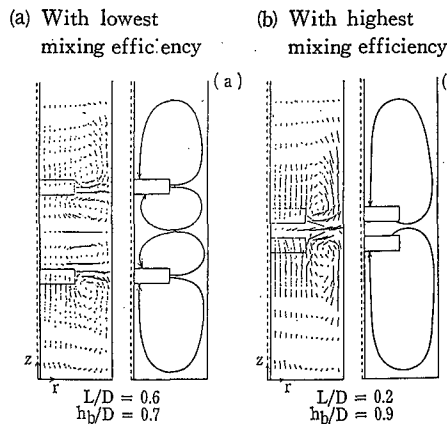 (a) With lowest
mixing efficiency
(b) With highest
mixing efficiency
(a)
(
z
r
L/D = 0.6
h_b/D = 0.7
z
r
L/D = 0.2
h_b/D = 0.9